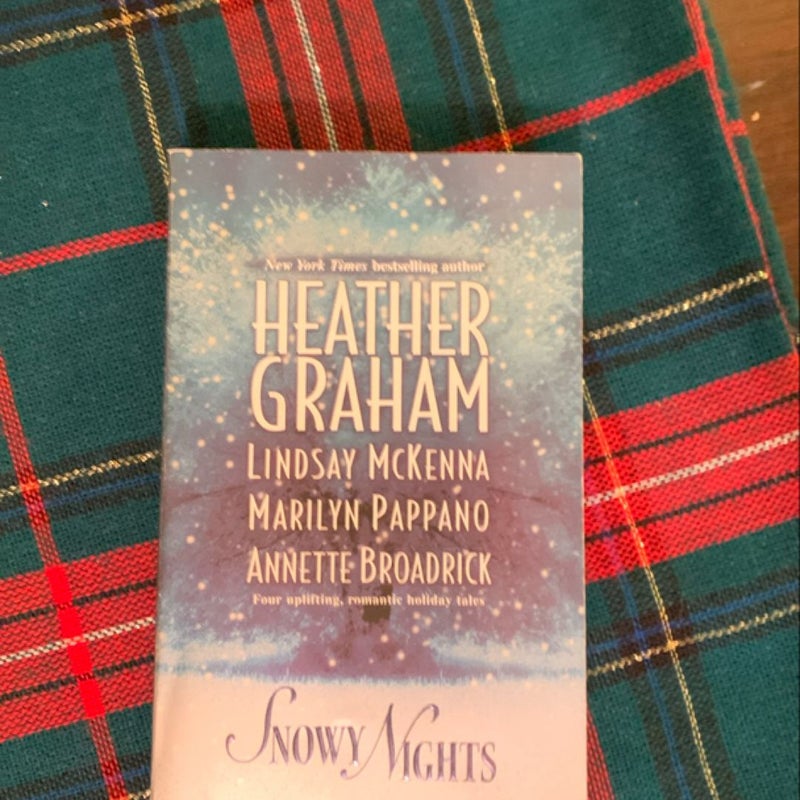 New York Times bestselling author
HEATHER
GRAHAM
LINDSAY MCKENNA
MARILYN PAPPANO
ANNETTE BROADRICK
Four uplifting, romantic holiday tales
SNOWY NIGHTS